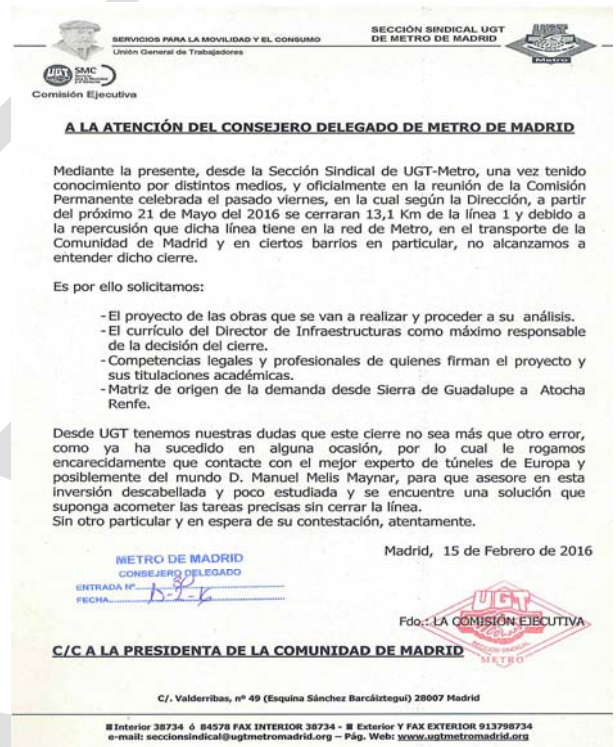 SERVICIOS PARA LA MOVILIDAD Y EL CONSUMO
Unión General de Trabajadores
SECCIÓN SINDICAL UGT
DE METRO DE MADRID
UGT
Metro
UGT SMC
Comisión Ejecutiva
A LA ATENCIÓN DEL CONSEJERO DELEGADO DE METRO DE MADRID
Mediante la presente, desde la Sección Sindical de UGT-Metro, una vez tenido
conocimiento por distintos medios, y oficialmente en la reunión de la Comisión
Permanente celebrada el pasado viernes, en la cual según la Dirección, a partir
del próximo 21 de Mayo del 2016 se cerraran 13,1 Km de la línea 1 y debido a
la repercusión que dicha línea tiene en la red de Metro, en el transporte de la
Comunidad de Madrid y en ciertos barrios en particular, no alcanzamos a
entender dicho cierre.
Es por ello solicitamos:
-El proyecto de las obras que se van a realizar y proceder a su análisis.
-El currículo del Director de Infraestructuras como máximo responsable
de la decisión del cierre.
-Competencias legales y profesionales de quienes firman el proyecto y
sus titulaciones académicas.
-Matriz de origen de la demanda desde Sierra de Guadalupe a Atocha
Renfe.
Desde UGT tenemos nuestras dudas que este cierre no sea más que otro error,
como ya ha sucedido en alguna ocasión, por lo cual le rogamos
encarecidamente que contacte con el mejor experto de túneles de Europa y
posiblemente del mundo D. Manuel Melis Maynar, para que asesore en esta
inversión descabellada y poco estudiada y se encuentre una solución que
suponga acometer las tareas precisas sin cerrar la línea.
Sin otro particular y en espera de su contestación, atentamente.
Madrid, 15 de Febrero de 2016
METRO DE MADRID
CONSEJERO DELEGADO
ENTRADA Nº
FECHA
UGT
Fdo.: LA COMISIÓN EJECUTIVA
SECCIÓN SINDICAL
METRO
C/C A LA PRESIDENTA DE LA COMUNIDAD DE MADRID
C/. Valderribas, nº 49 (Esquina Sánchez Barcáiztegui) 28007 Madrid
Interior 38734 ó 84578 FAX INTERIOR 38734 - Exterior Y FAX EXTERIOR 913798734
e-mail: seccionsindical@ugtmetromadrid.org – Pág. Web: www.ugtmetromadrid.org